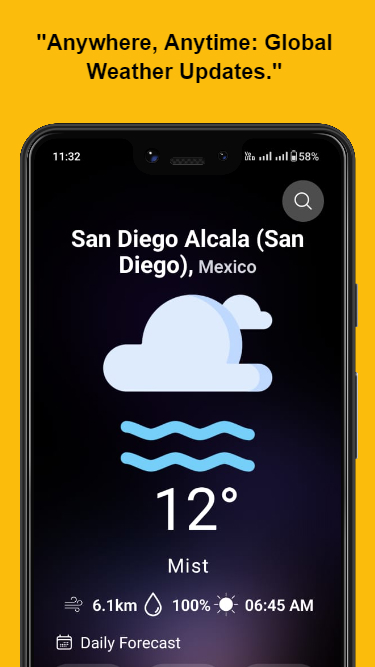 "Anywhere, Anytime: Global
Weather Updates."
11:32
58%
San Diego Alcala (San
Diego), Mexico
12°
Mist
6.1km 100% 06:45 AM
Daily Forecast